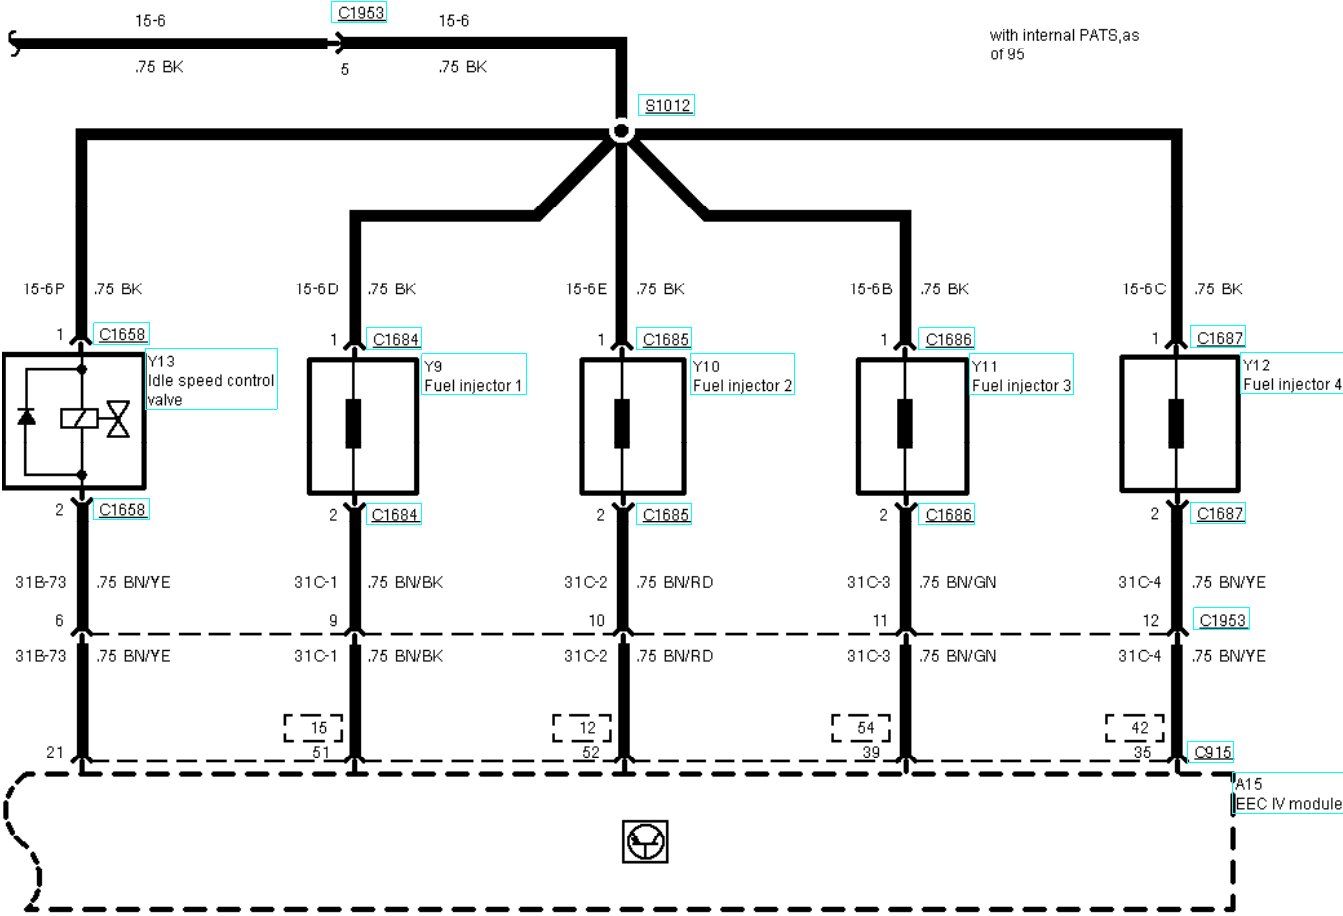 C1953
15-6
15-6
with internal PATS,as
of 95
.75 BK
5
.75 BK
S1012
15-6P
.75 BK
15-6D
.75 BK
15-6E
.75 BK
15-6B
.75 BK
15-6C
.75 BK
1
C1658
1
C1684
1
C1685
1
C1686
1
C1687
Y13
Idle speed control
valve
Y9
Fuel injector 1
Y10
Fuel injector 2
Y11
Fuel injector 3
Y12
Fuel injector 4
2
C1658
2
C1684
2
C1685
2
C1686
2
C1687
31B-73
.75 BN/YE
31C-1
.75 BN/BK
31C-2
.75 BN/RD
31C-3
.75 BN/GN
31C-4
.75 BN/YE
6
9
10
11
12
C1953
31B-73
.75 BN/YE
31C-1
.75 BN/BK
31C-2
.75 BN/RD
31C-3
.75 BN/GN
31C-4
.75 BN/YE
15
12
54
42
21
51
52
39
35
C915
A15
EEC IV module